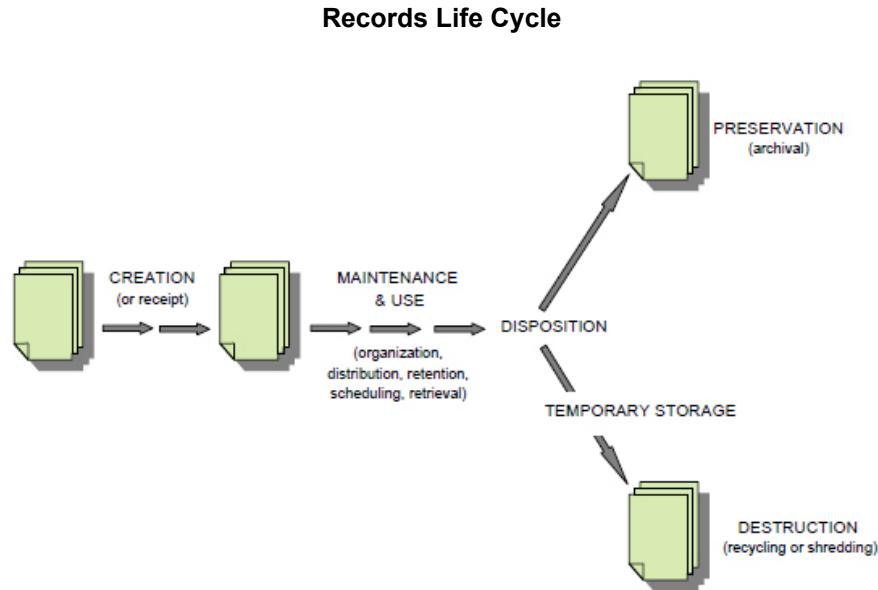 Records Life Cycle
PRESERVATION
(archival)
CREATION
(or receipt)
MAINTENANCE
& USE
(organization,
distribution, retention,
scheduling, retrieval)
DISPOSITION
TEMPORARY STORAGE
DESTRUCTION
(recycling or shredding)